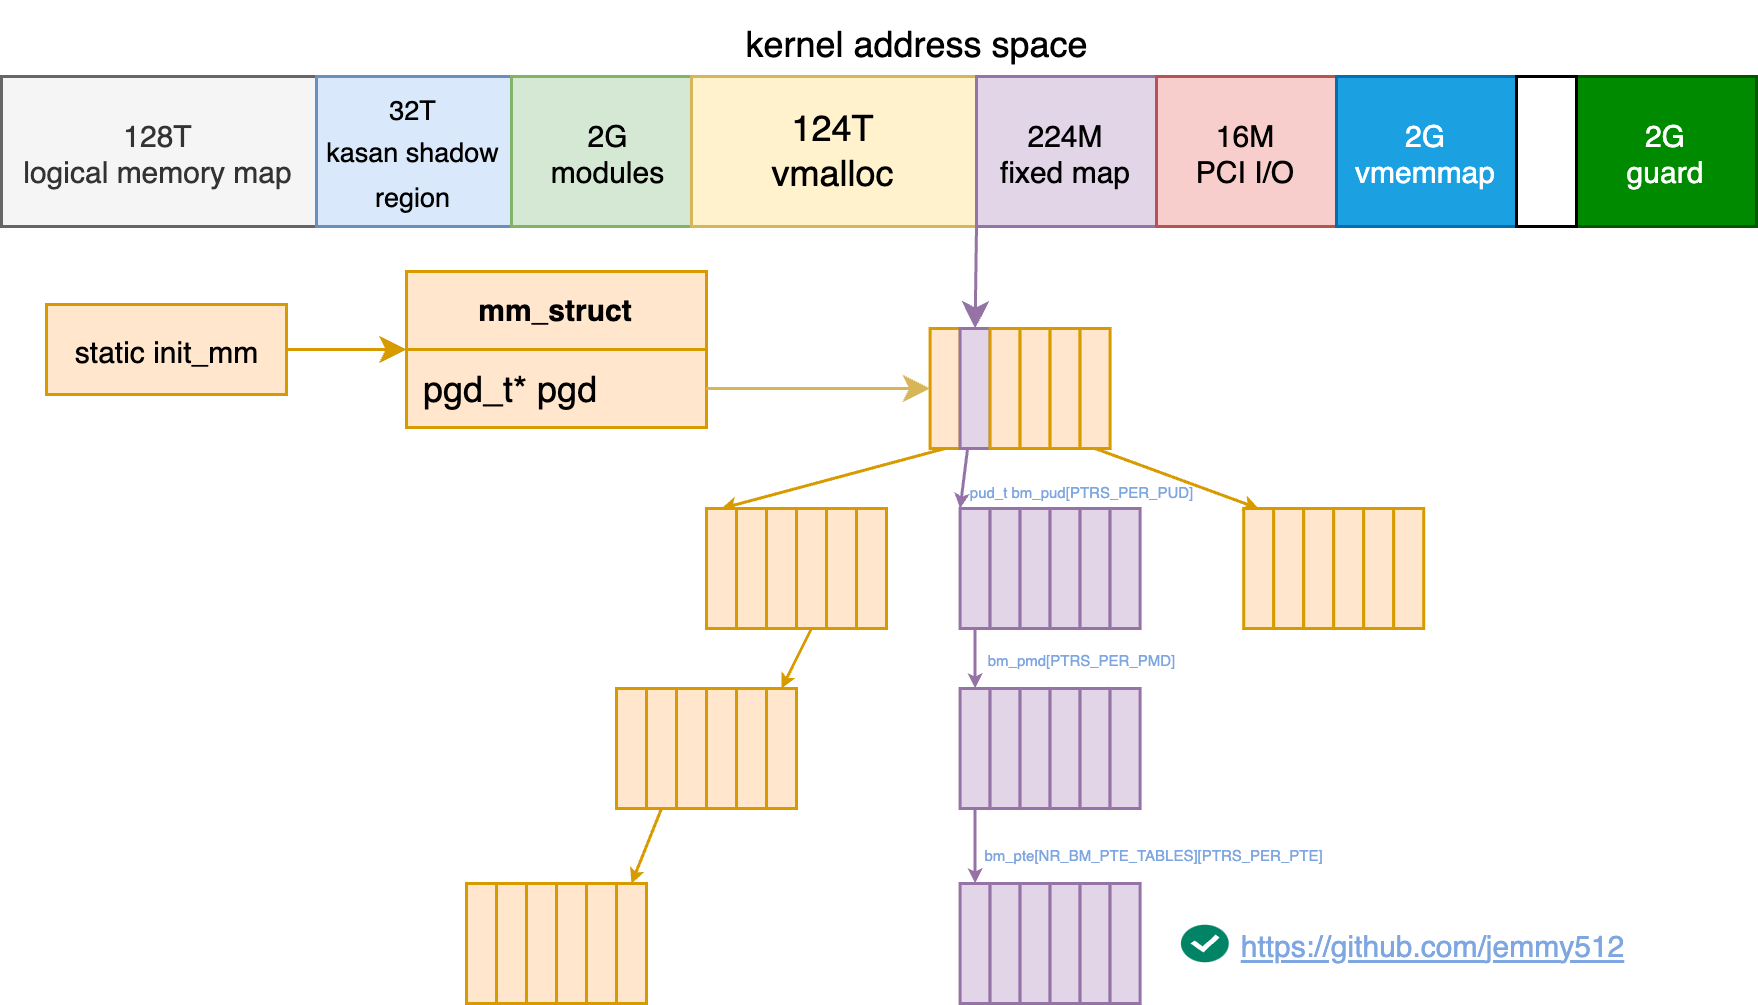 kernel address space
128T
logical memory map
32T
kasan shadow
region
2G
modules
124T
vmalloc
224M
fixed map
16M
PCI I/O
2G
vmemmap
2G
guard
static init_mm
mm_struct
pgd_t* pgd
pud_t bm_pud[PTRS_PER_PUD]
bm_pmd[PTRS_PER_PMD]
bm_pte[NR_BM_PTE_TABLES][PTRS_PER_PTE]
https://github.com/jemmy512